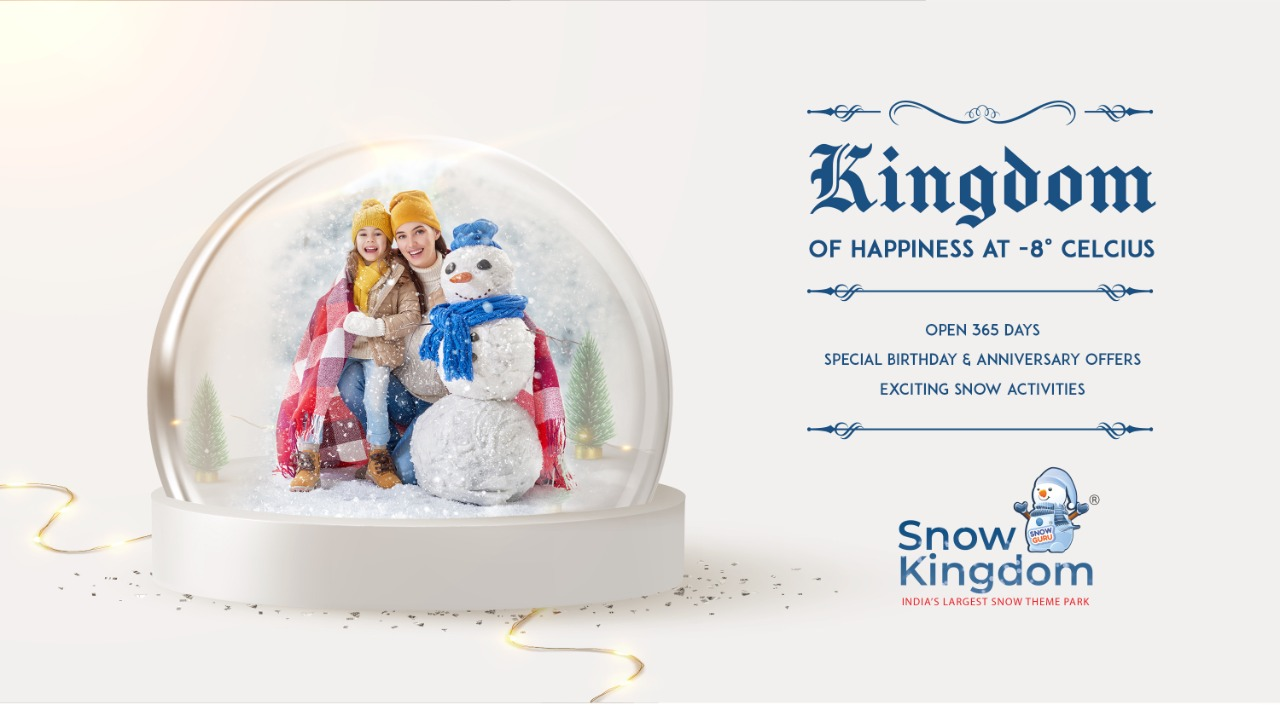 Kingdom
OF HAPPINESS AT -8° CELCIUS
OPEN 365 DAYS
SPECIAL BIRTHDAY & ANNIVERSARY OFFERS
EXCITING SNOW ACTIVITIES
SNOW
GURU
®
Snow
Kingdom
INDIA'S LARGEST SNOW THEME PARK